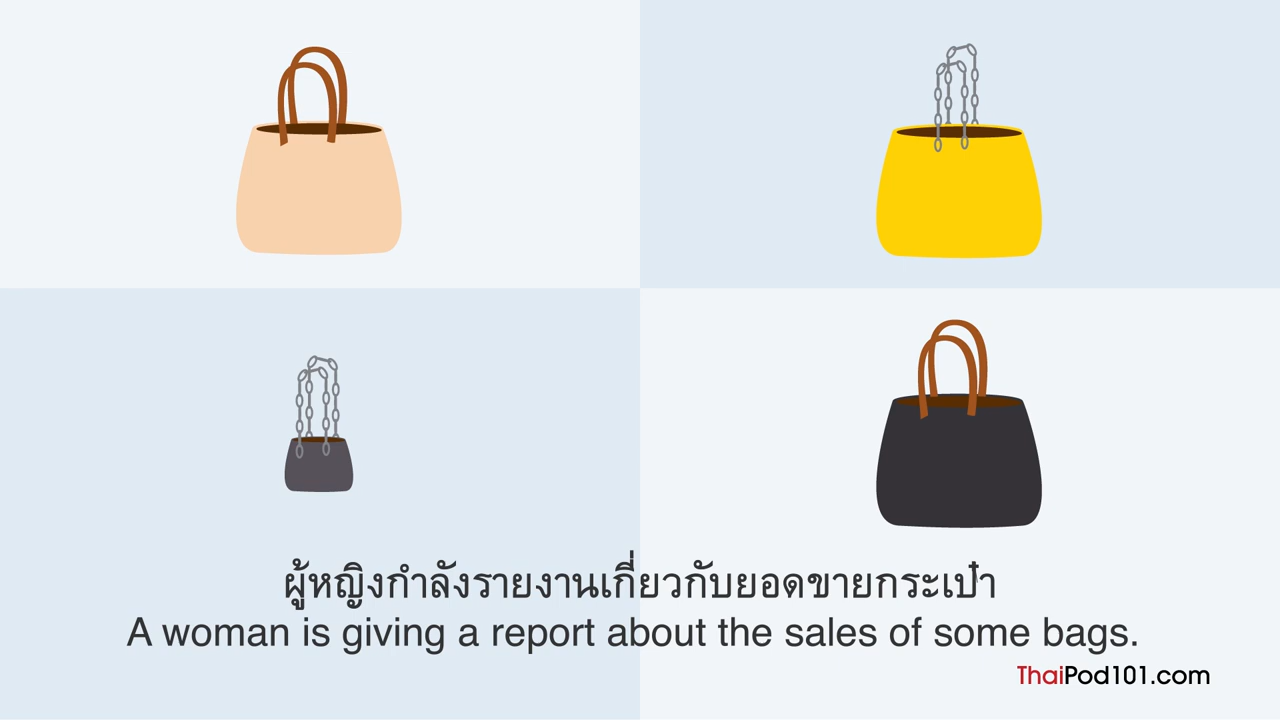 ผู้หญิงกำลังรายงานเกี่ยวกับยอดขายกระเป๋า
A woman is giving a report about the sales of some bags.
ThaiPod101.com